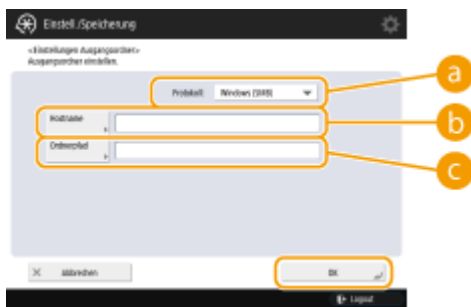 Einstell./Speicherung
<Einstellungen Ausgangsordner>
Ausgangsordner einstellen.
Protokoll: Windows (SMB)
a
Hostname
b
Ordnerpfad
c
Abbrechen
OK
Logout